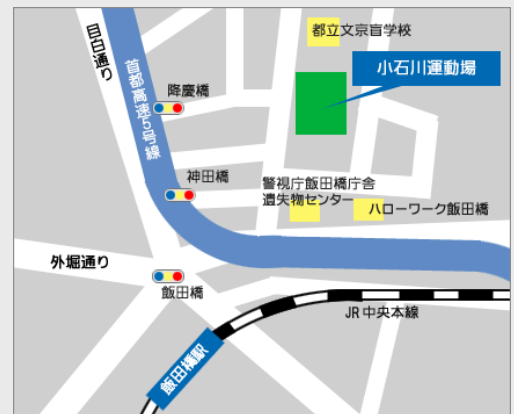 都立文京盲学校
目白通り
小石川運動場
首都高速5号線
降慶橋
神田橋
警視庁飯田橋庁舎
遺失物センター
ハローワーク飯田橋
外堀通り
飯田橋
JR中央本線
飯田橋駅